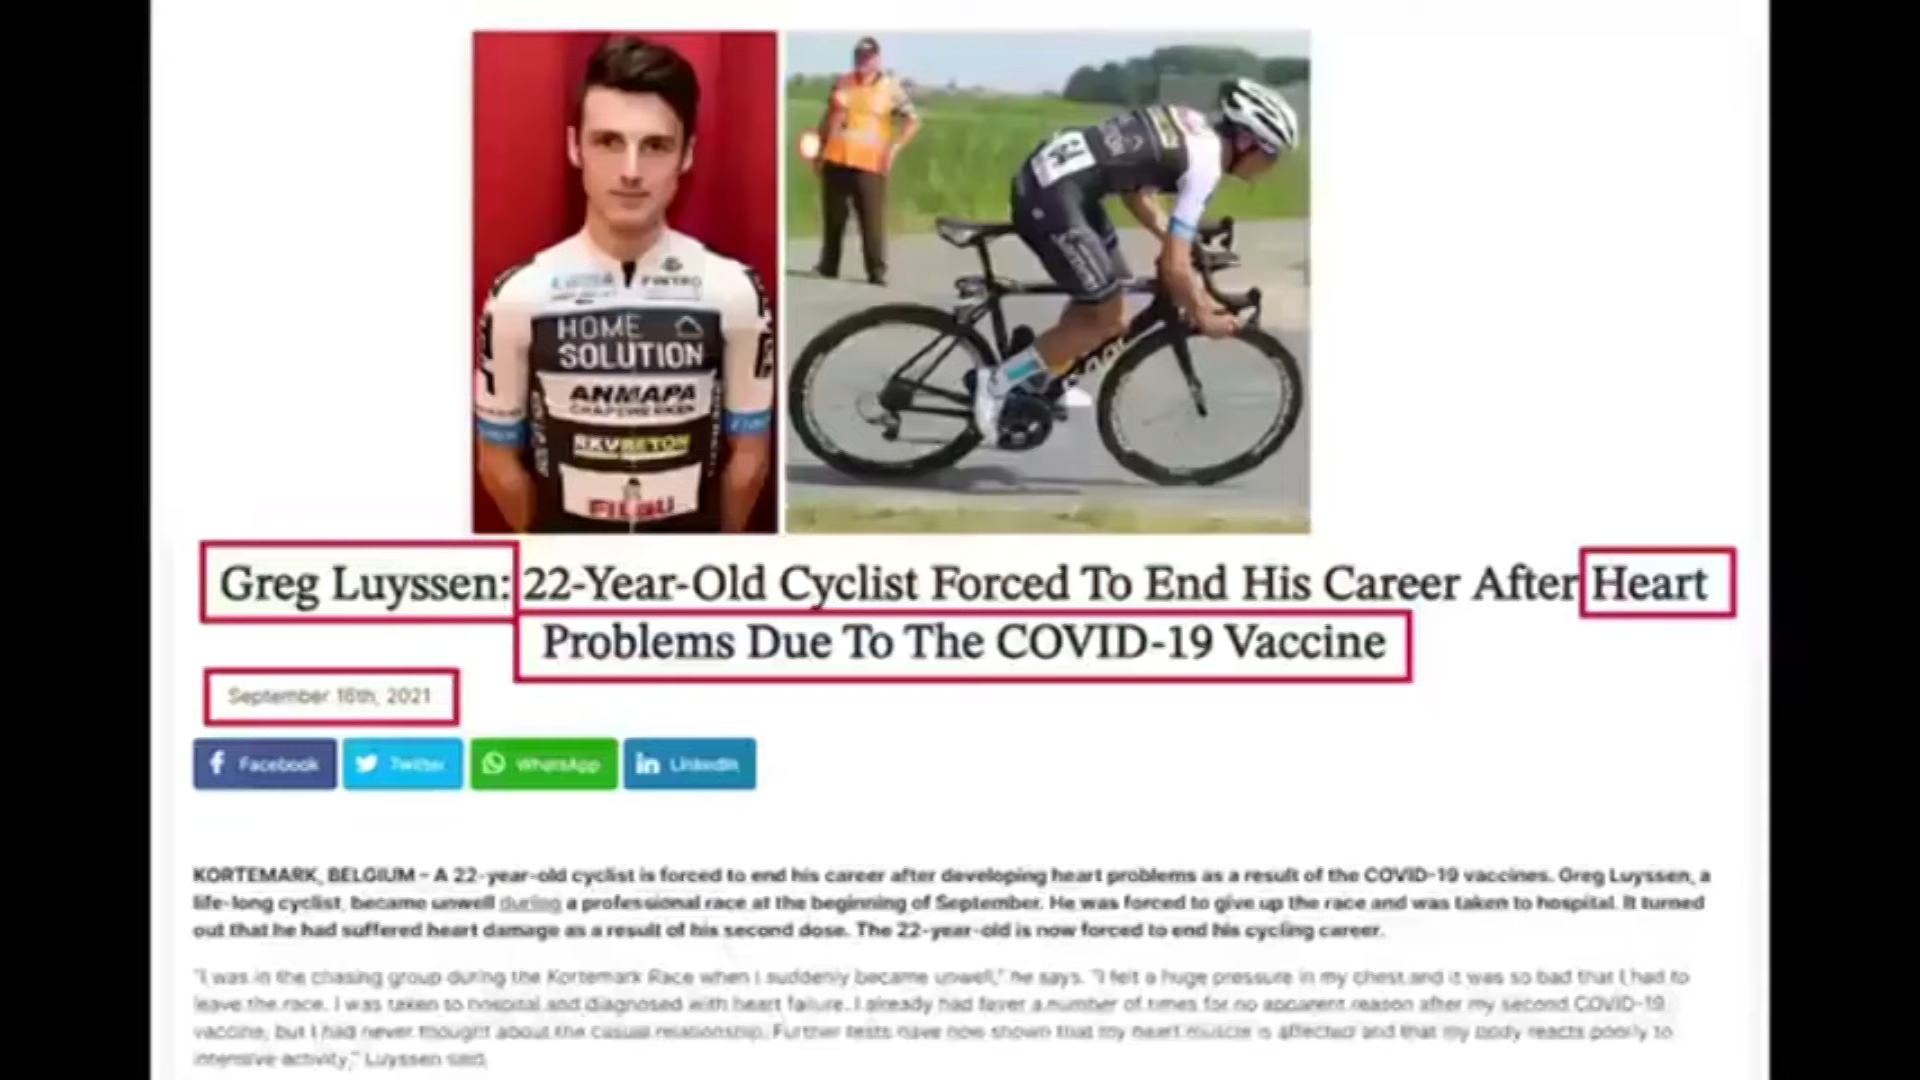 HOME
SOLUTION
ANMAPA
RKVBETON
Greg Luyssen: 22-Year-Old Cyclist Forced To End His Career After Heart
Problems Due To The COVID-19 Vaccine
September 16th, 2021
Facebook Twitter WhatsApp LinkedIn
KORTEMARK, BELGIUM – A 22-year-old cyclist is forced to end his career after developing heart problems as a result of the COVID-19 vaccines. Greg Luyssen, a
life-long cyclist, became unwell during a professional race at the beginning of September. He was forced to give up the race and was taken to hospital. It turned
out that he had suffered heart damage as a result of his second dose. The 22-year-old is now forced to end his cycling career.
"I was in the chasing group during the Kortemark Race when I suddenly became unwell," he says. "I felt a huge pressure in my chest and it was so bad that I had to
leave the race. I was taken to hospital and diagnosed with heart failure. I already had fever a number of times for no apparent reason after my second COVID-19
vaccine, but I had never thought about the casual relationship. Further tests have now shown that my heart muscle is affected and that my body reacts poorly to
intensive activity," Luyssen said.